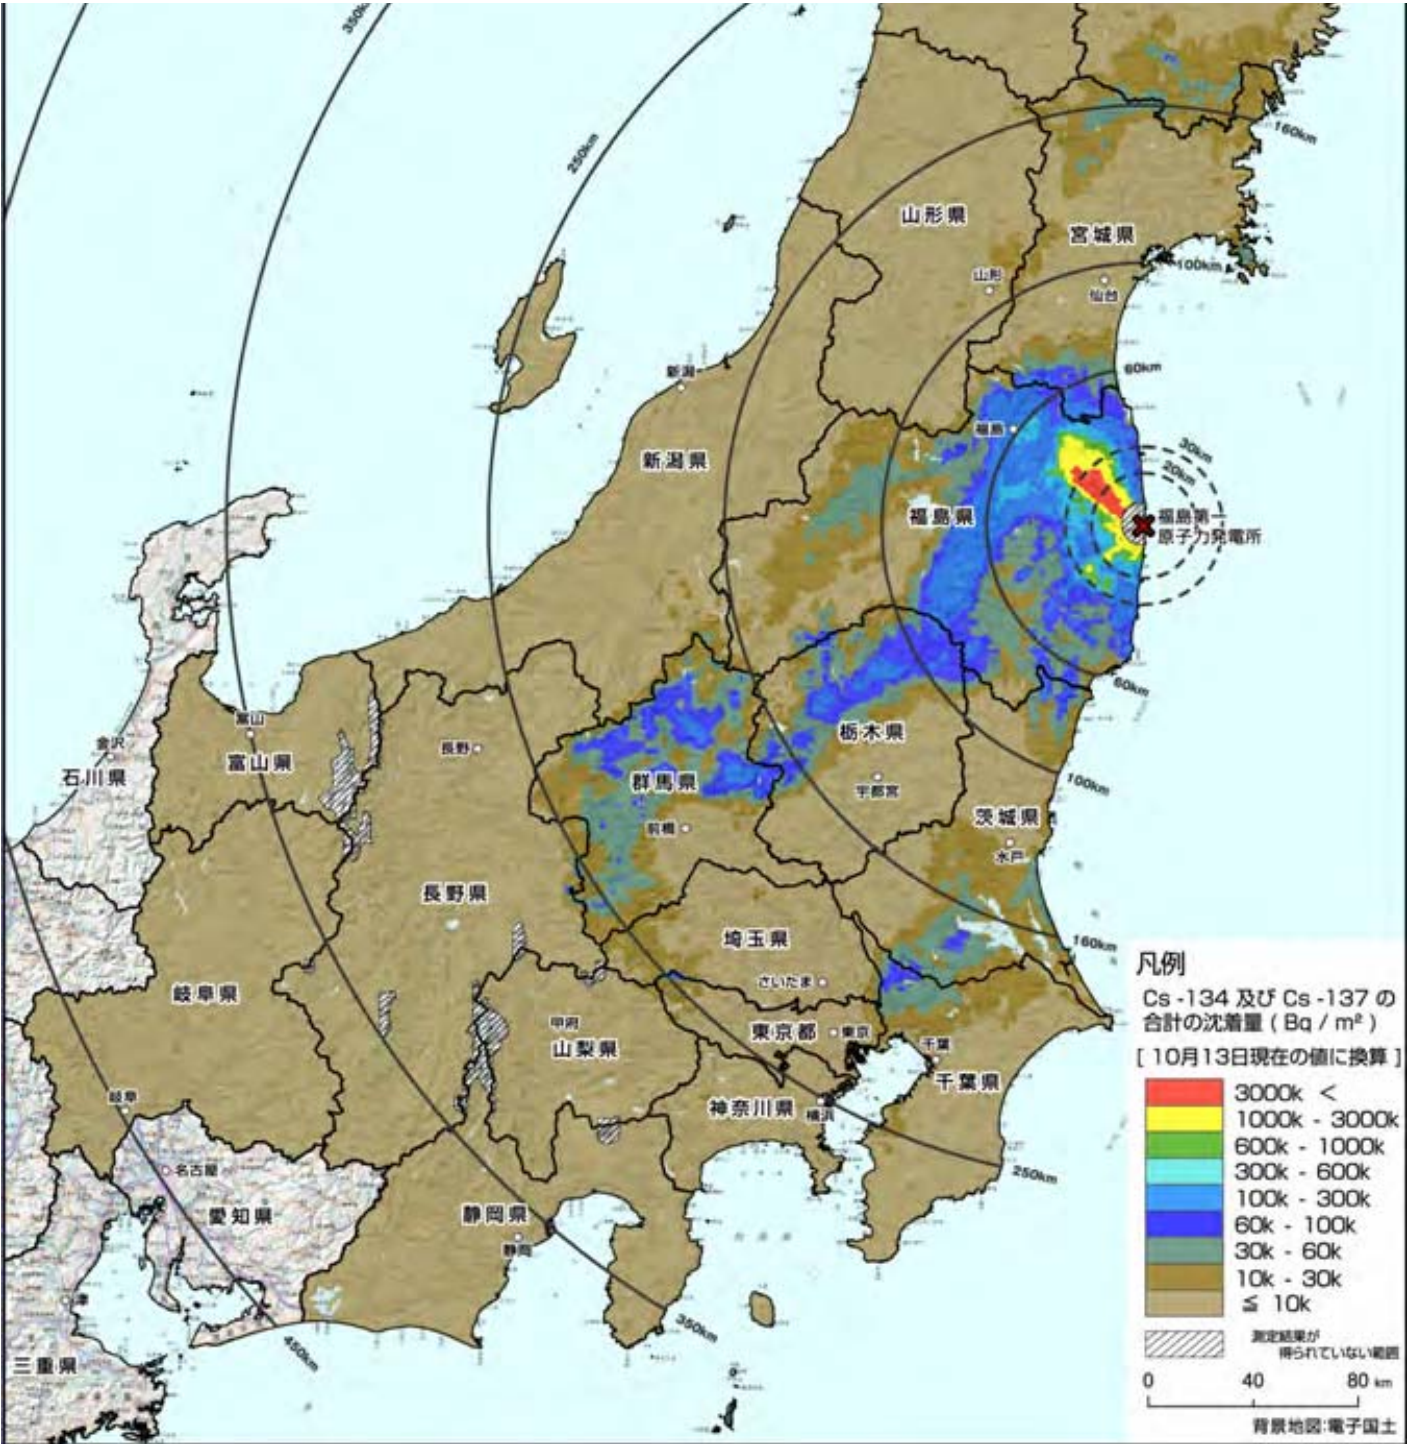 350km
250km
160km
山形県
宮城県
山形
仙台
100km
新潟
60km
福島
30km
20km
新潟県
福島県
福島第一
原子力発電所
60km
富山
金沢
長野
富山県
石川県
栃木県
群馬県
宇都宮
100km
茨城県
前橋
水戸
長野県
埼玉県
160km
さいたま
岐阜県
甲府
山梨県
東京都
東京
千葉
千葉県
神奈川県
横浜
岐阜
名古屋
250km
愛知県
静岡県
静岡
津
350km
450km
三重県
凡例
Cs -134 及び Cs -137 の
合計の沈着量 ( Bq / m² )
[ 10月13日現在の値に換算 ]
3000k <
1000k - 3000k
600k - 1000k
300k - 600k
100k - 300k
60k - 100k
30k - 60k
10k - 30k
≦ 10k
測定結果が
得られていない範囲
0 40 80 km
背景地図:電子国土